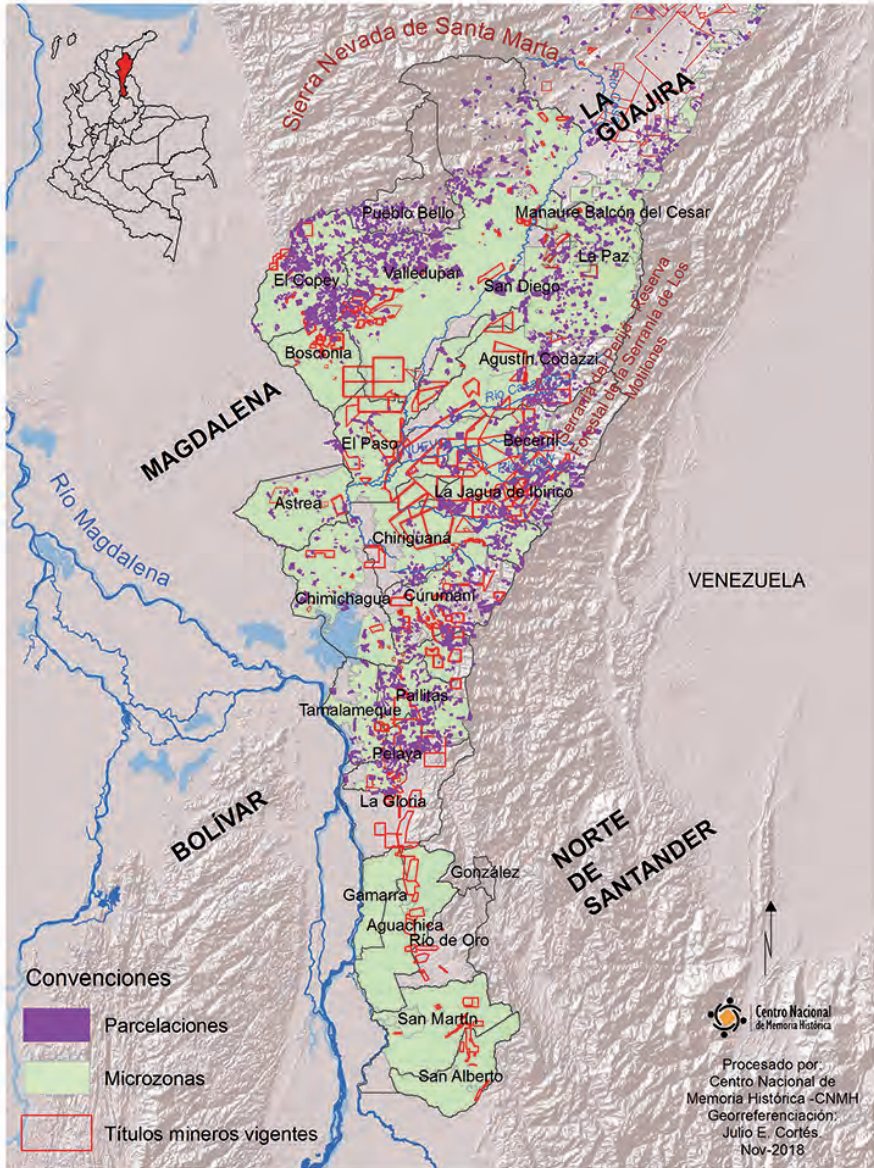 Sierra Nevada de Santa Marta
LA
GUAJIRA
Pueblo Bello
Manaure Balcón del Cesar
La Paz
El Copey
Valledupar
San Diego
Bosconia
Agustín Codazzi
Serranía del Perijá - Reserva
Forestal de la Serranía de Los
Motilones
MAGDALENA
El Paso
Becerril
La Jagua de Ibirico
Astrea
Chiriguaná
Río Magdalena
VENEZUELA
Chimichagua
Curumaní
Pailitas
Tamalameque
Pelaya
La Gloria
BOLÍVAR
NORTE
DE
SANTANDER
González
Gamarra
Aguachica
Río de Oro
San Martín
San Alberto
Convenciones
Parcelaciones
Microzonas
Títulos mineros vigentes
N
Centro Nacional
de Memoria Histórica
Procesado por:
Centro Nacional de
Memoria Histórica -CNMH
Georreferenciación:
Julio E. Cortés.
Nov-2018